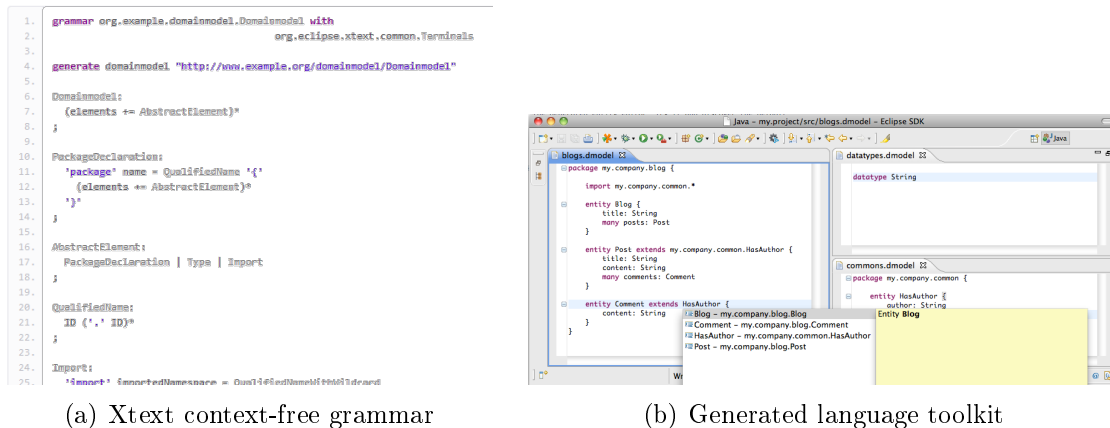 1. grammar org.example.domainmodel.Domainmodel with
2. org.eclipse.xtext.common.Terminals
3.
4. generate domainmodel "http://www.example.org/domainmodel/Domainmodel"
5.
6. Domainmodel:
7. (elements += AbstractElement)*
8. ;
9.
10. PackageDeclaration:
11. 'package' name = QualifiedName '{'
12. (elements += AbstractElement)*
13. '}'
14. ;
15.
16. AbstractElement:
17. PackageDeclaration | Type | Import
18. ;
19.
20. QualifiedName:
21. ID ('.' ID)*
22. ;
23.
24. Import:
25. 'import' importedNamespace = QualifiedNameWithWildcard
(a) Xtext context-free grammar
Java - my.project/src/blogs.dmodel - Eclipse SDK
Java
blogs.dmodel
package my.company.blog {
import my.company.common.*
entity Blog {
title: String
many posts: Post
}
entity Post extends my.company.common.HasAuthor {
title: String
content: String
many comments: Comment
}
entity Comment extends HasAuthor {
content: String
}
}
datatypes.dmodel
datatype String
commons.dmodel
package my.company.common {
entity HasAuthor {
author: String
Blog - my.company.blog.Blog
Comment - my.company.blog.Comment
HasAuthor - my.company.common.HasAuthor
Post - my.company.blog.Post
Entity Blog
Wr
(b) Generated language toolkit